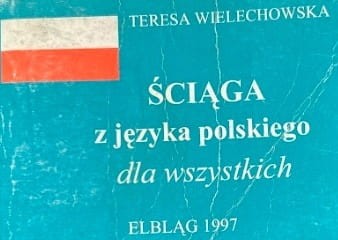 TERESA WIELECHOWSKA
ŚCIĄGA
z języka polskiego
dla wszystkich
ELBLĄG 1997